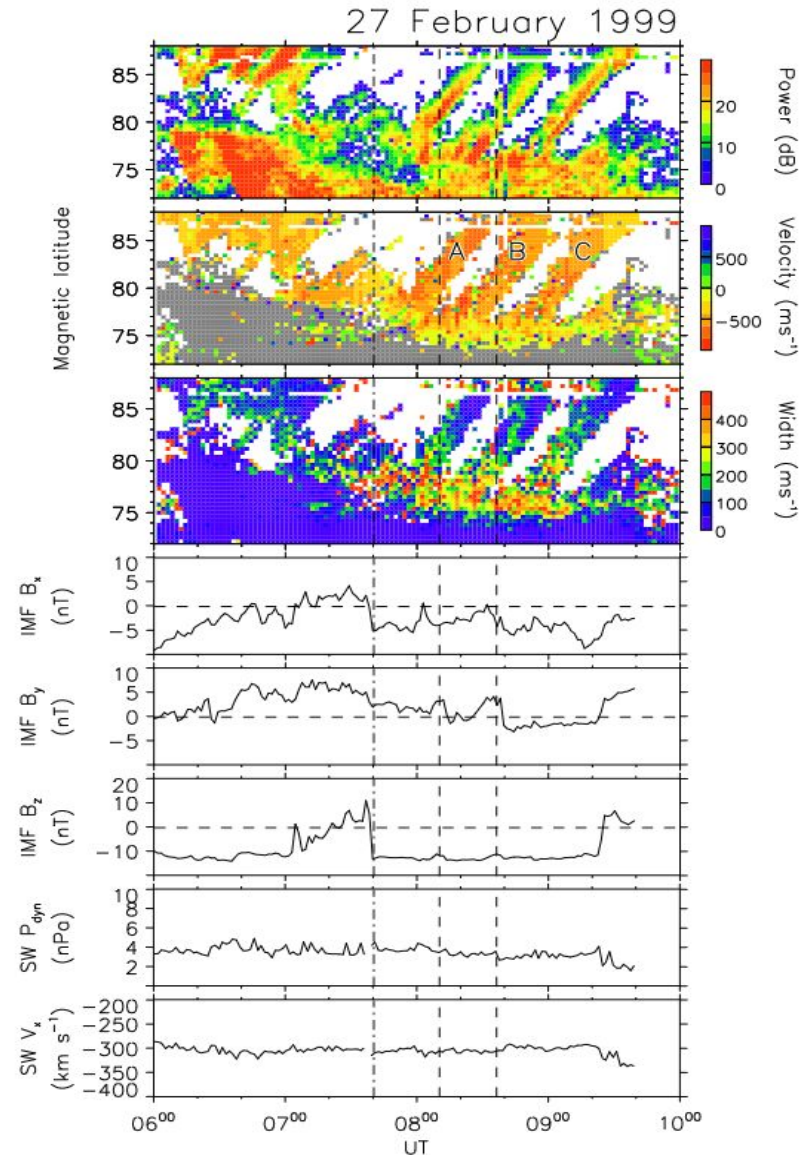 27 February 1999
85
80
75
20
10
0
Power (dB)
Magnetic latitude
85
80
75
A
B
C
500
0
−500
Velocity (ms⁻¹)
85
80
75
400
300
200
100
0
Width (ms⁻¹)
IMF Bx
(nT)
10
5
0
−5
IMF By
(nT)
10
5
0
−5
IMF Bz
(nT)
20
10
0
−10
SW Pdyn
(nPa)
10
8
6
4
2
SW Vx
(km s⁻¹)
−200
−250
−300
−350
−400
06⁰⁰
07⁰⁰
08⁰⁰
09⁰⁰
10⁰⁰
UT